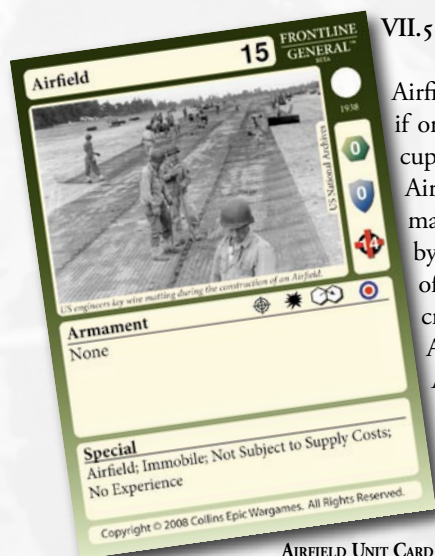 VII.5
Airfield
15
FRONTLINE
GENERAL™
BETA
1938
0
0
14
US National Archives
US engineers key wire matting during the construction of an Airfield.
Armament
None
Special
Airfield; Immobile; Not Subject to Supply Costs;
No Experience
Copyright © 2008 Collins Epic Wargames. All Rights Reserved.
Airfi
if or
cup
Air
ma
by
of
cr
A
AIRFIELD UNIT CARD